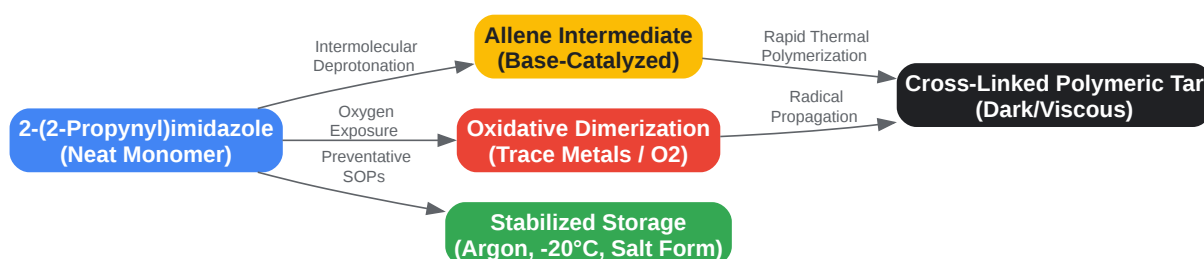 Allene Intermediate
(Base-Catalyzed)
Intermolecular
Deprotonation
Rapid Thermal
Polymerization
Cross-Linked Polymeric Tar
(Dark/Viscous)
2-(2-Propynyl)imidazole
(Neat Monomer)
Oxygen
Exposure
Oxidative Dimerization
(Trace Metals / O2)
Radical
Propagation
Preventative
SOPs
Stabilized Storage
(Argon, -20°C, Salt Form)